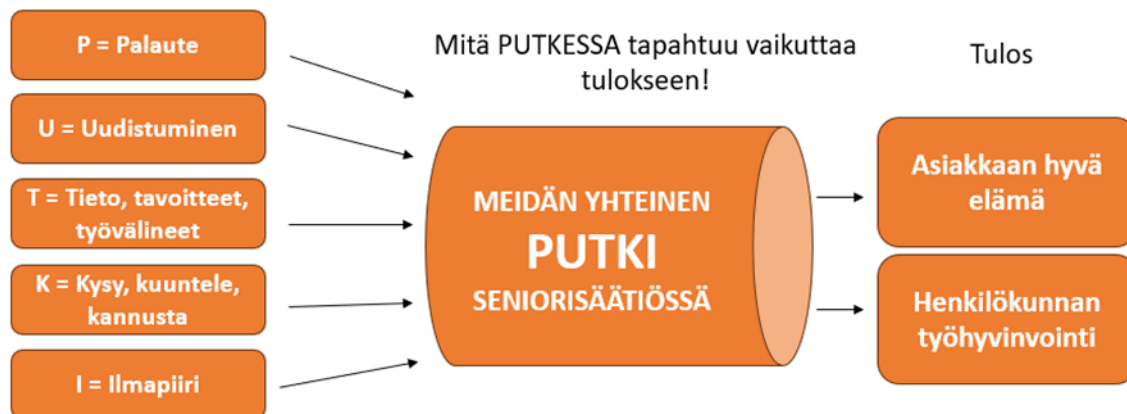 P = Palaute
U = Uudistuminen
T = Tieto, tavoitteet,
työvälineet
K = Kysy, kuuntele,
kannusta
I = Ilmapiiri
Mitä PUTKESSA tapahtuu vaikuttaa
tulokseen!
MEIDÄN YHTEINEN
PUTKI
SENIORISÄÄTIÖSSÄ
Tulos
Asiakkaan hyvä
elämä
Henkilökunnan
työhyvinvointi